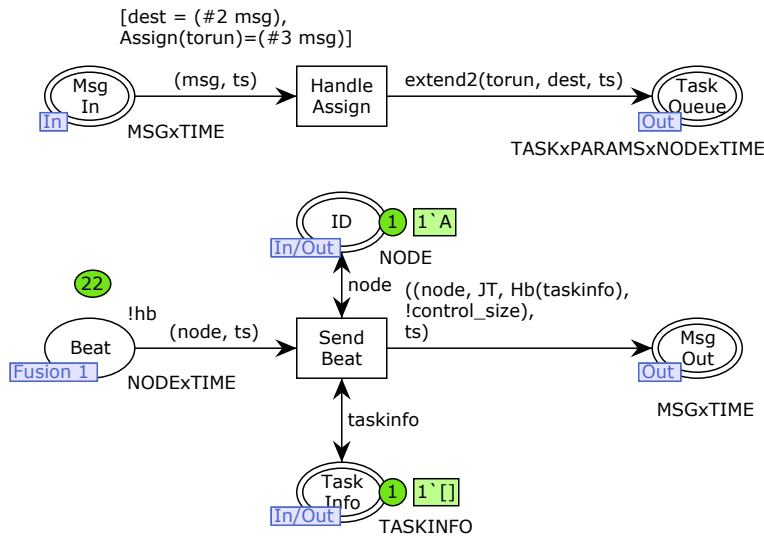 [dest = (#2 msg),
Assign(torun)=(#3 msg)]
Msg
In
In
(msg, ts)
MSGxTIME
Handle
Assign
extend2(torun, dest, ts)
Task
Queue
Out
TASKxPARAMSxNODExTIME
ID
In/Out
1
1`A
NODE
node
22
!hb
Beat
Fusion 1
(node, ts)
NODExTIME
Send
Beat
((node, JT, Hb(taskinfo),
!control_size),
ts)
Msg
Out
Out
MSGxTIME
taskinfo
Task
Info
In/Out
1
1`[]
TASKINFO